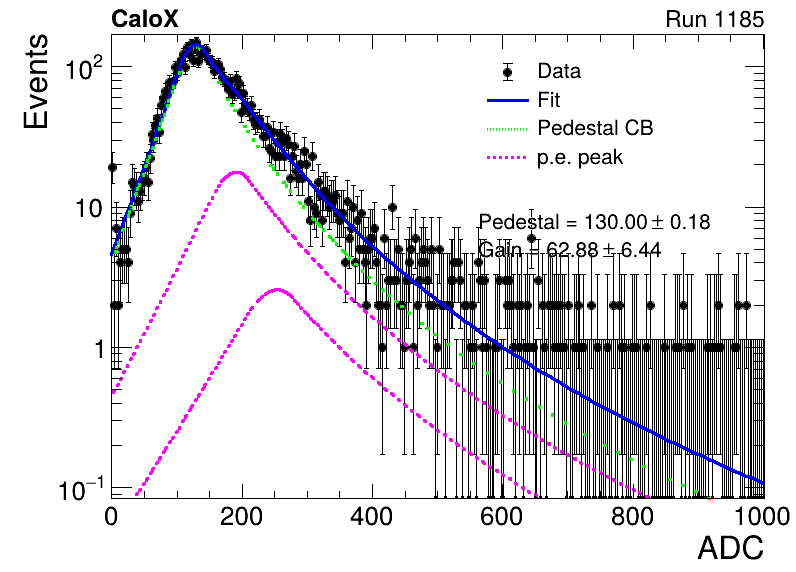 CaloX Run 1185
Events
Data
Fit
Pedestal CB
p.e. peak
Pedestal = 130.00 ± 0.18
Gain = 62.88 ± 6.44
10²
10
1
10⁻¹
0 200 400 600 800 1000
ADC